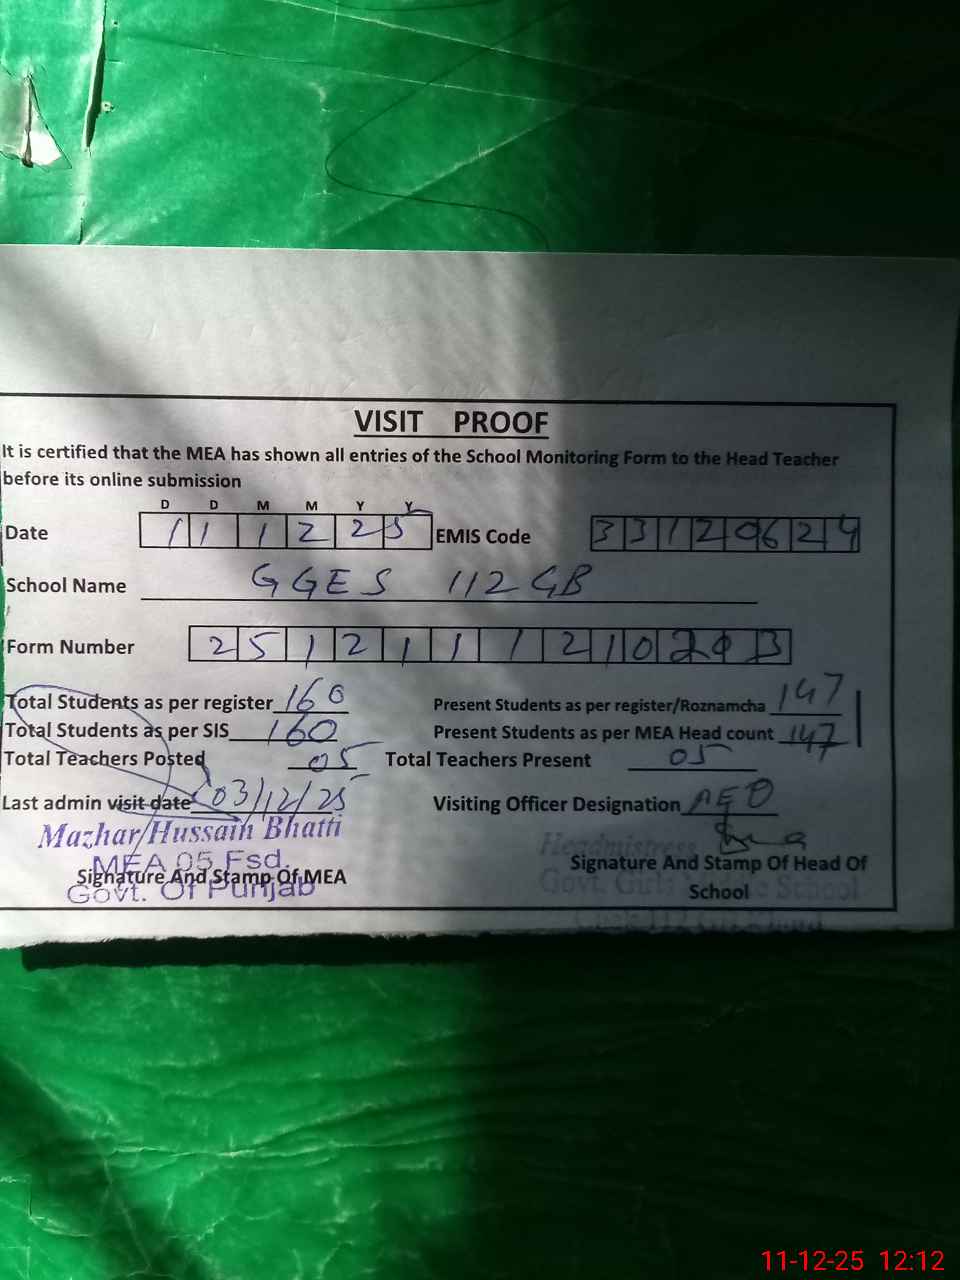 VISIT PROOF
It is certified that the MEA has shown all entries of the School Monitoring Form to the Head Teacher
before its online submission
D D M M Y Y
Date 1 1 1 2 2 5 EMIS Code 3 3 1 2 0 6 2 4
School Name GGES 112 GB
Form Number 2 5 1 2 1 1 1 2 1 0 2 0 3
Total Students as per register 160 Present Students as per register/Roznamcha 147
Total Students as per SIS 160 Present Students as per MEA Head count 147
Total Teachers Posted 05 Total Teachers Present 05
Last admin visit date 03/12/25 Visiting Officer Designation AEO
Mazhar Hussain Bhatti
MEA 05 Fsd.
Signature And Stamp Of MEA
Govt. Of Punjab
Headmistress
Signature And Stamp Of Head Of
School
Govt. Girls School
11-12-25 12:12